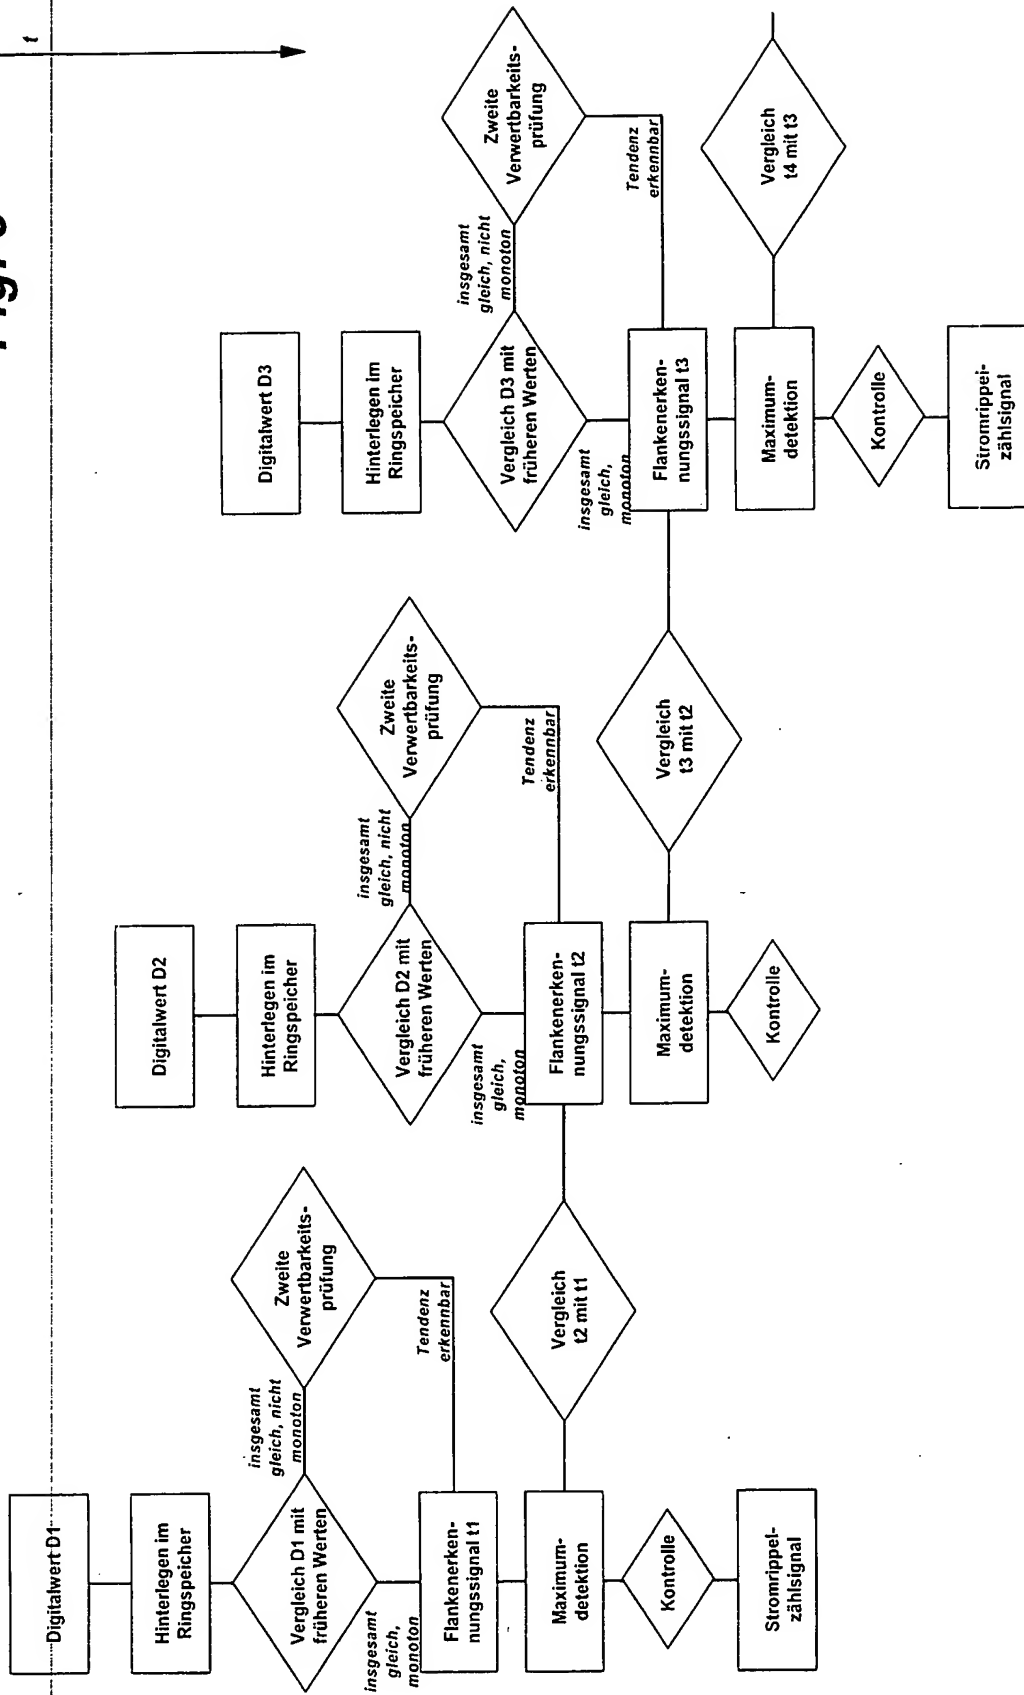 t
Digitalwert D1
Hinterlegen im
Ringspeicher
Vergleich D1 mit
früheren Werten
insgesamt
gleich, nicht
monoton
Zweite
Verwertbarkeits-
prüfung
insgesamt
gleich,
monoton
Tendenz
erkennbar
Flankenerken-
nungssignal t1
Maximum-
detektion
Vergleich
t2 mit t1
Kontrolle
Stromrippel-
zählsignal
Digitalwert D2
Hinterlegen im
Ringspeicher
Vergleich D2 mit
früheren Werten
insgesamt
gleich, nicht
monoton
Zweite
Verwertbarkeits-
prüfung
insgesamt
gleich,
monoton
Tendenz
erkennbar
Flankenerken-
nungssignal t2
Maximum-
detektion
Vergleich
t3 mit t2
Kontrolle
Digitalwert D3
Hinterlegen im
Ringspeicher
Vergleich D3 mit
früheren Werten
insgesamt
gleich, nicht
monoton
Zweite
Verwertbarkeits-
prüfung
insgesamt
gleich,
monoton
Tendenz
erkennbar
Flankenerken-
nungssignal t3
Maximum-
detektion
Vergleich
t4 mit t3
Kontrolle
Stromrippel-
zählsignal